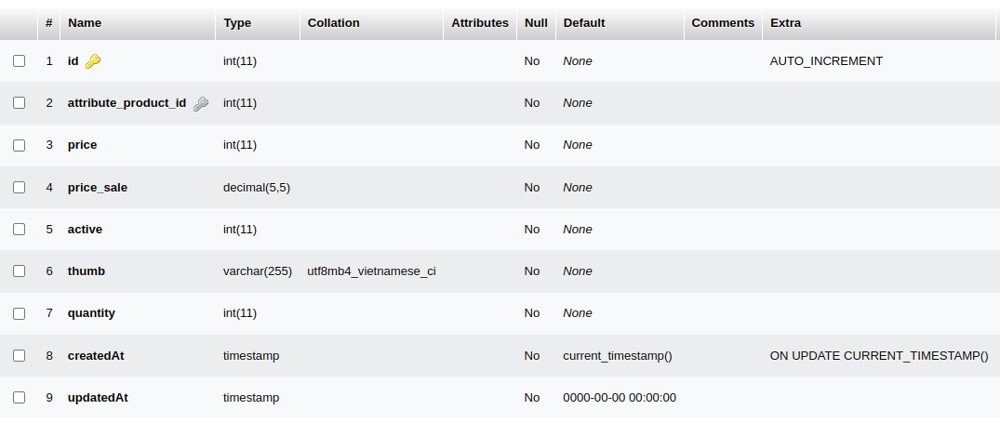 # Name Type Collation Attributes Null Default Comments Extra
1 id int(11) No None AUTO_INCREMENT
2 attribute_product_id int(11) No None
3 price int(11) No None
4 price_sale decimal(5,5) No None
5 active int(11) No None
6 thumb varchar(255) utf8mb4_vietnamese_ci No None
7 quantity int(11) No None
8 createdAt timestamp No current_timestamp() ON UPDATE CURRENT_TIMESTAMP()
9 updatedAt timestamp No 0000-00-00 00:00:00